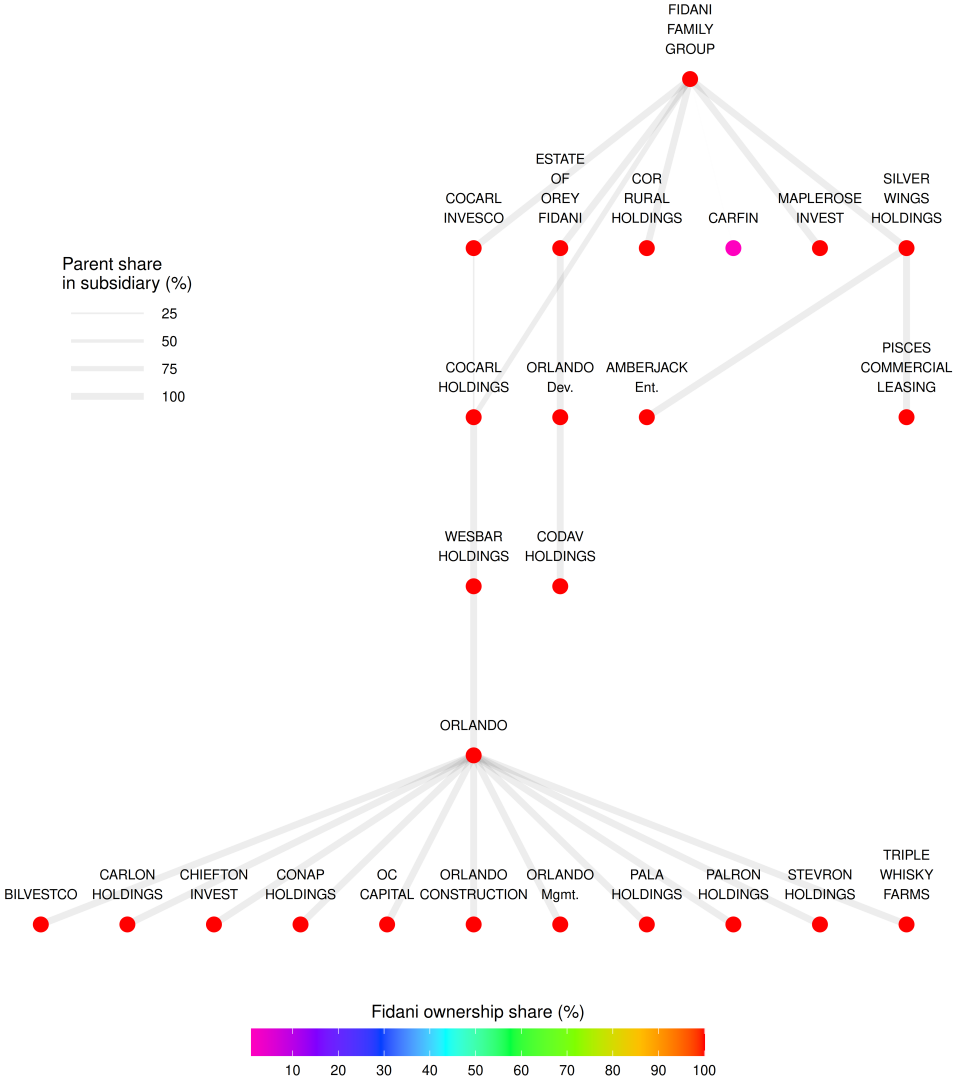 FIDANI
FAMILY
GROUP
ESTATE
OF
OREY
FIDANI
COCARL
INVESCO
COR
RURAL
HOLDINGS
CARFIN
MAPLEROSE
INVEST
SILVER
WINGS
HOLDINGS
Parent share
in subsidiary (%)
25
50
75
100
COCARL
HOLDINGS
ORLANDO
Dev.
AMBERJACK
Ent.
PISCES
COMMERCIAL
LEASING
WESBAR
HOLDINGS
CODAV
HOLDINGS
ORLANDO
BILVESTCO
CARLON
HOLDINGS
CHIEFTON
INVEST
CONAP
HOLDINGS
OC
CAPITAL
ORLANDO
CONSTRUCTION
ORLANDO
Mgmt.
PALA
HOLDINGS
PALRON
HOLDINGS
STEVRON
HOLDINGS
TRIPLE
WHISKY
FARMS
Fidani ownership share (%)
10 20 30 40 50 60 70 80 90 100